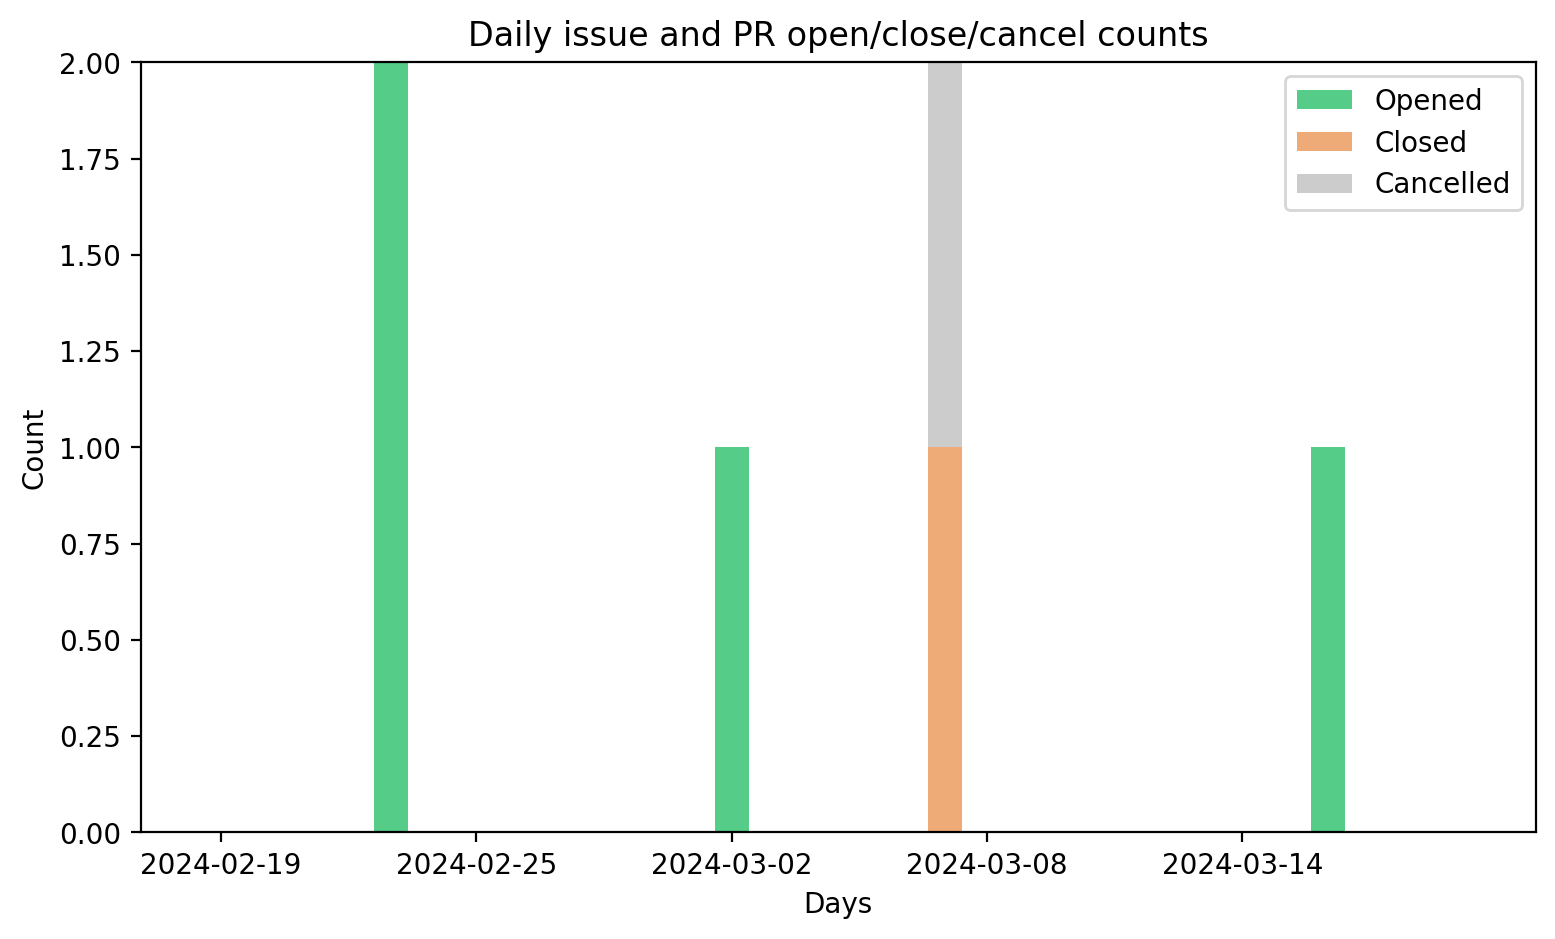 Daily issue and PR open/close/cancel counts
2.00
1.75
1.50
1.25
1.00
0.75
0.50
0.25
0.00
Count
Opened
Closed
Cancelled
2024-02-19
2024-02-25
2024-03-02
2024-03-08
2024-03-14
Days